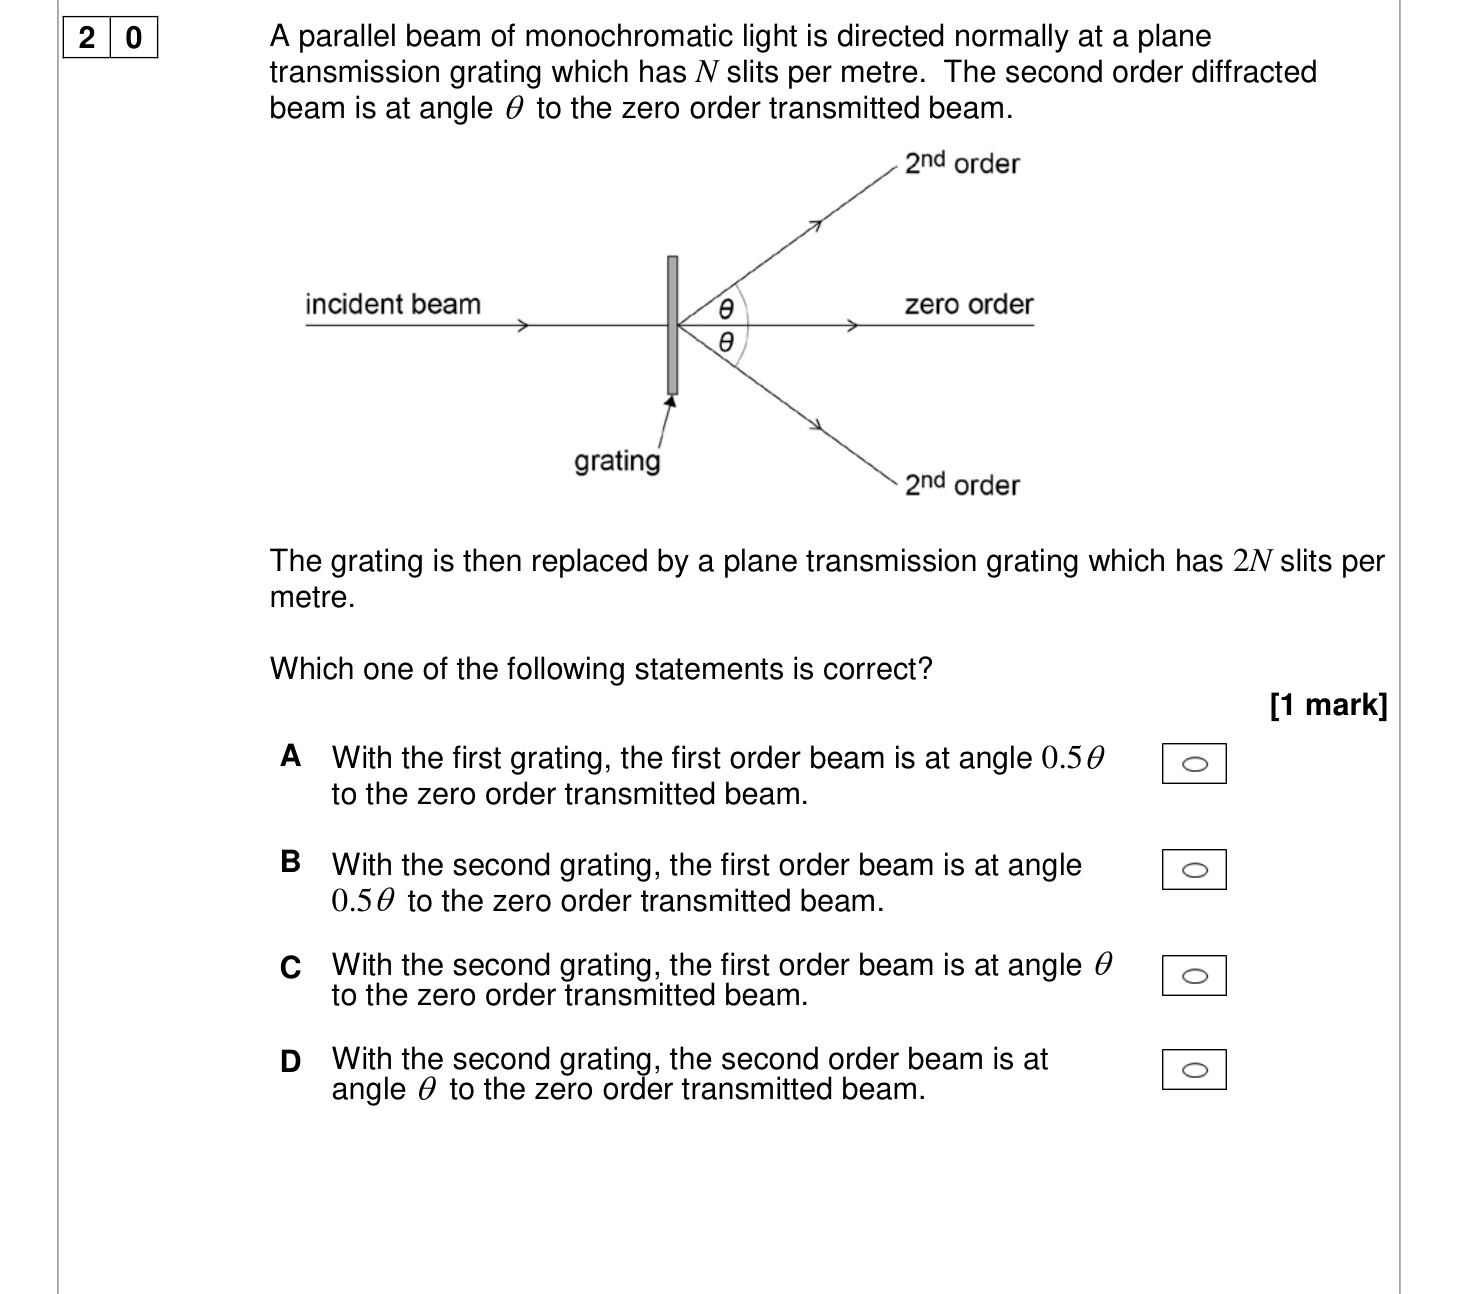 2 0
A parallel beam of monochromatic light is directed normally at a plane
transmission grating which has N slits per metre. The second order diffracted
beam is at angle θ to the zero order transmitted beam.
2nd order
incident beam
θ
zero order
θ
grating
2nd order
The grating is then replaced by a plane transmission grating which has 2N slits per
metre.
Which one of the following statements is correct?
[1 mark]
A With the first grating, the first order beam is at angle 0.5θ
to the zero order transmitted beam.
B With the second grating, the first order beam is at angle
0.5θ to the zero order transmitted beam.
C With the second grating, the first order beam is at angle θ
to the zero order transmitted beam.
D With the second grating, the second order beam is at
angle θ to the zero order transmitted beam.